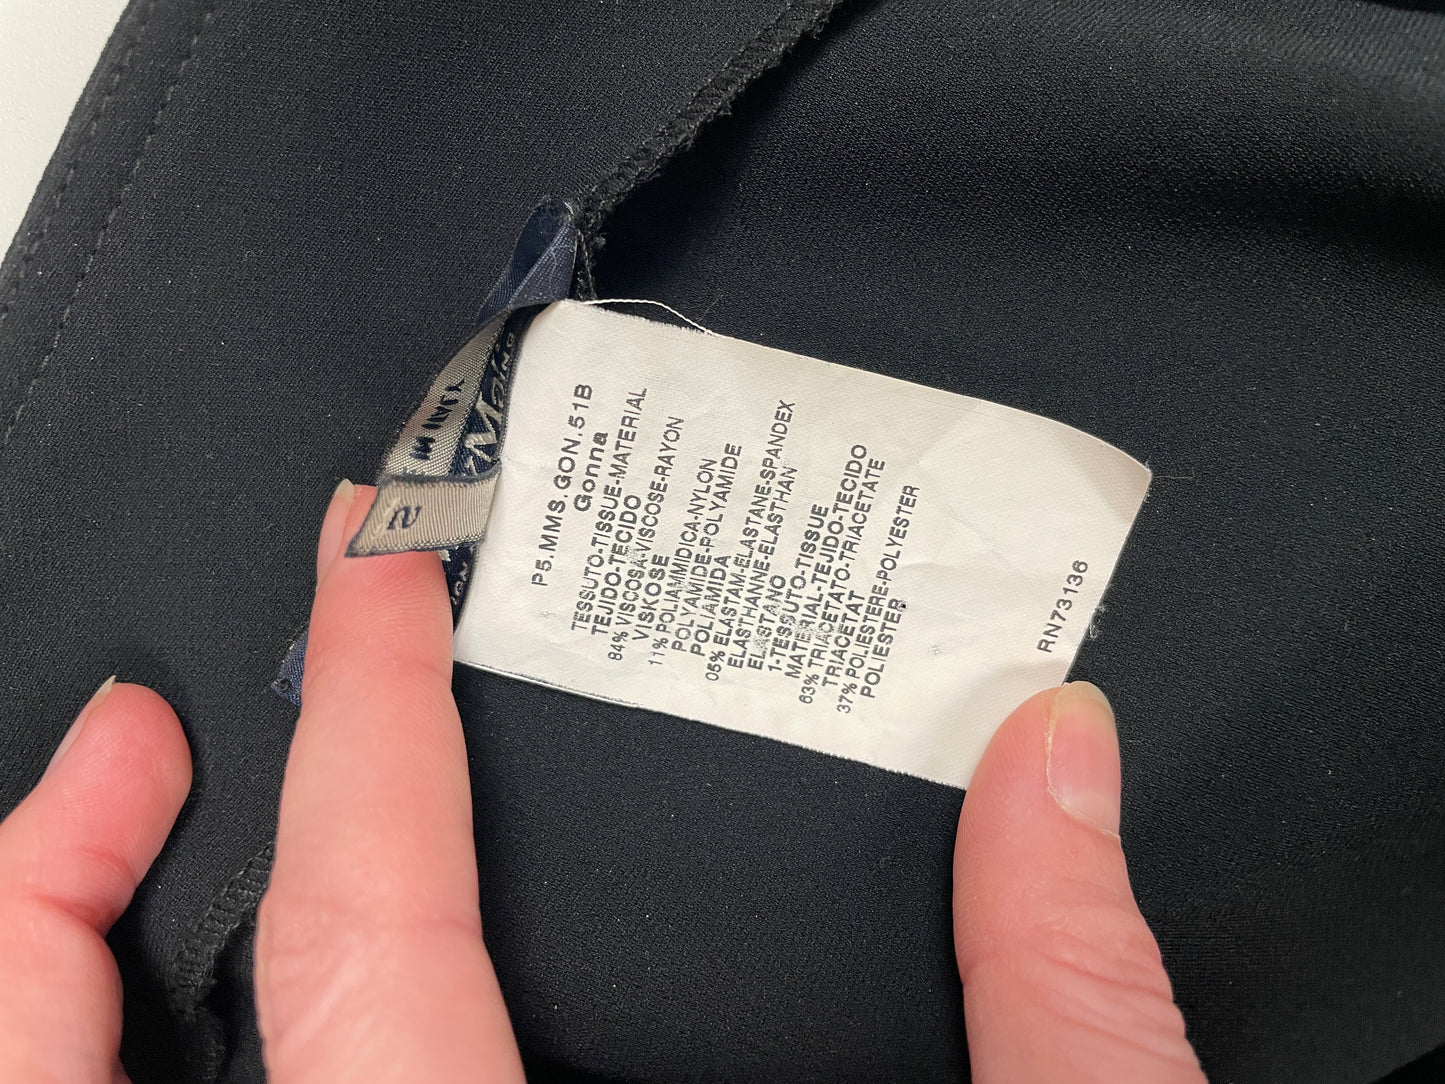 P5.MMS.GON.51B
Gonna
TESSUTO-TISSUE-MATERIAL
TEJIDO-TECIDO
84% VISCOSA-VISCOSE-RAYON
VISKOSE
11% POLIAMMIDICA-NYLON
POLYAMIDE-POLYAMIDE
POLIAMIDA
05% ELASTAM-ELASTANE-SPANDEX
ELASTHANNE-ELASTHAN
ELASTANO
1-TESSUTO-TISSUE
MATERIAL-TEJIDO-TECIDO
63% TRIACETATO-TRIACETATE
TRIACETAT
37% POLIESTERE-POLYESTER
POLIESTER
RN73136